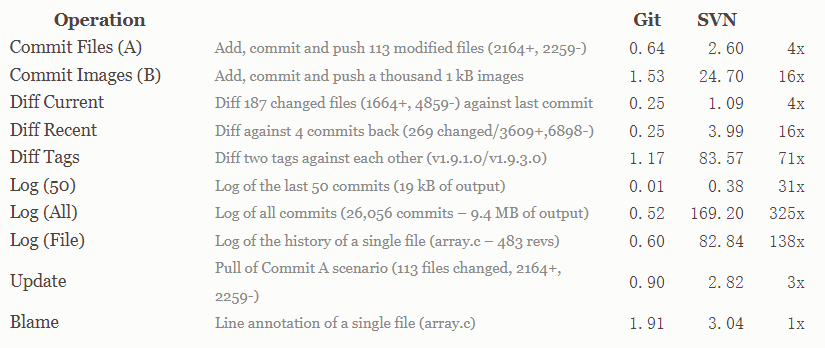 Operation Git SVN
Commit Files (A) Add, commit and push 113 modified files (2164+, 2259-) 0.64 2.60 4x
Commit Images (B) Add, commit and push a thousand 1 kB images 1.53 24.70 16x
Diff Current Diff 187 changed files (1664+, 4859-) against last commit 0.25 1.09 4x
Diff Recent Diff against 4 commits back (269 changed/3609+,6898-) 0.25 3.99 16x
Diff Tags Diff two tags against each other (v1.9.1.0/v1.9.3.0) 1.17 83.57 71x
Log (50) Log of the last 50 commits (19 kB of output) 0.01 0.38 31x
Log (All) Log of all commits (26,056 commits – 9.4 MB of output) 0.52 169.20 325x
Log (File) Log of the history of a single file (array.c – 483 revs) 0.60 82.84 138x
Update Pull of Commit A scenario (113 files changed, 2164+, 0.90 2.82 3x
2259-)
Blame Line annotation of a single file (array.c) 1.91 3.04 1x